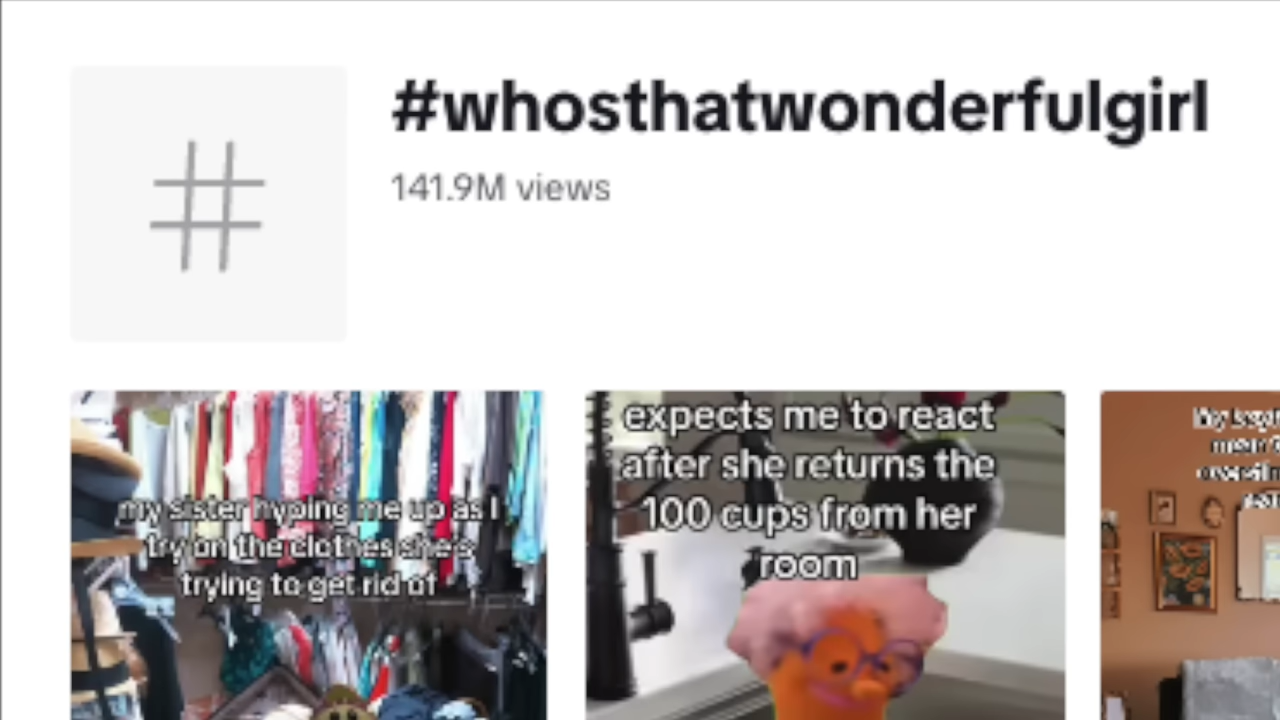 #whosthatwonderfulgirl
141.9M views
my sister hyping me up as I
try on the clothes she's
trying to get rid of
expects me to react
after she returns the
100 cups from her
room